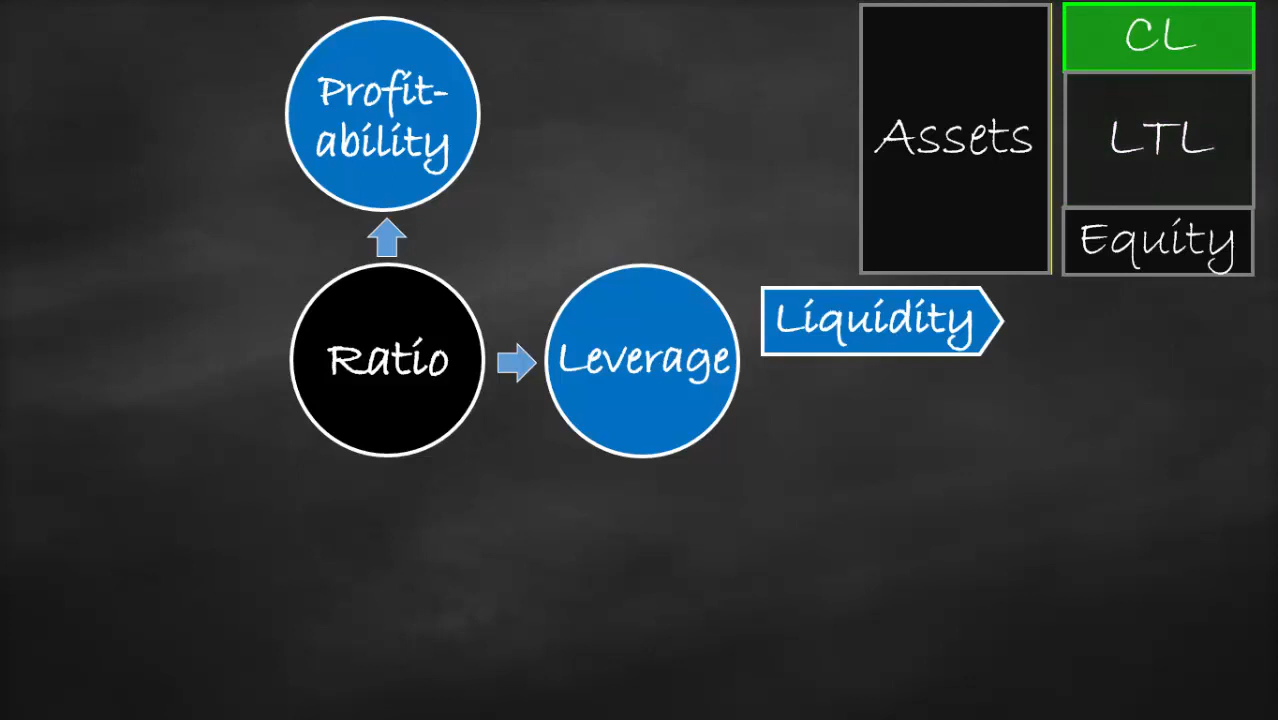 Profit-
ability
Assets
CL
LTL
Equity
Ratio
Leverage
Liquidity